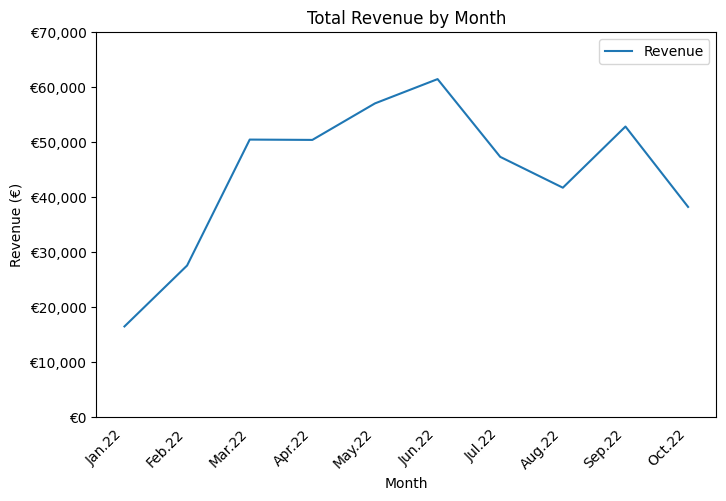 Total Revenue by Month
€70,000
€60,000
€50,000
€40,000
€30,000
€20,000
€10,000
€0
Revenue (€)
Revenue
Jan.22
Feb.22
Mar.22
Apr.22
May.22
Jun.22
Jul.22
Aug.22
Sep.22
Oct.22
Month